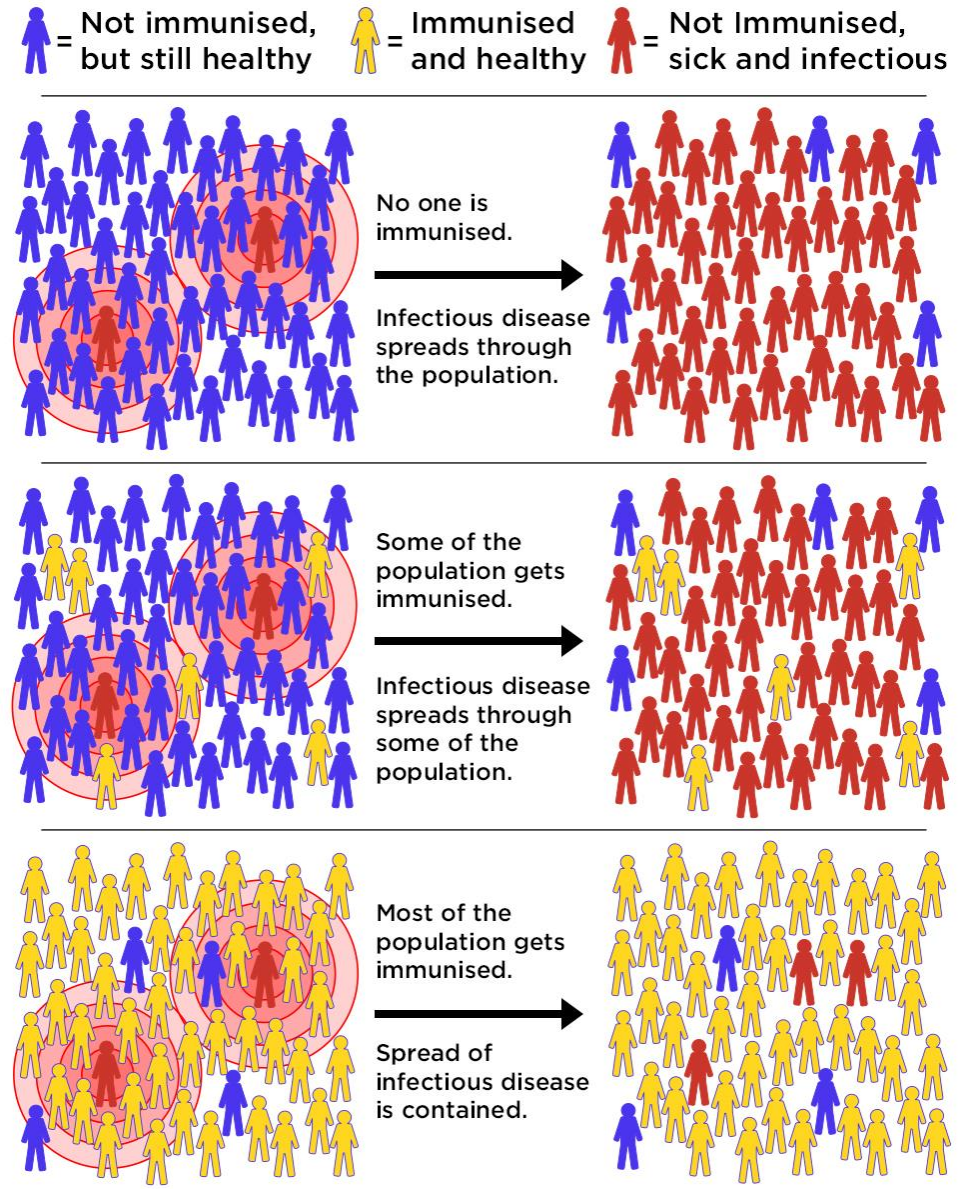 = Not immunised,
but still healthy
= Immunised
and healthy
= Not Immunised,
sick and infectious
No one is
immunised.
Infectious disease
spreads through
the population.
Some of the
population gets
immunised.
Infectious disease
spreads through
some of the
population.
Most of the
population gets
immunised.
Spread of
infectious disease
is contained.